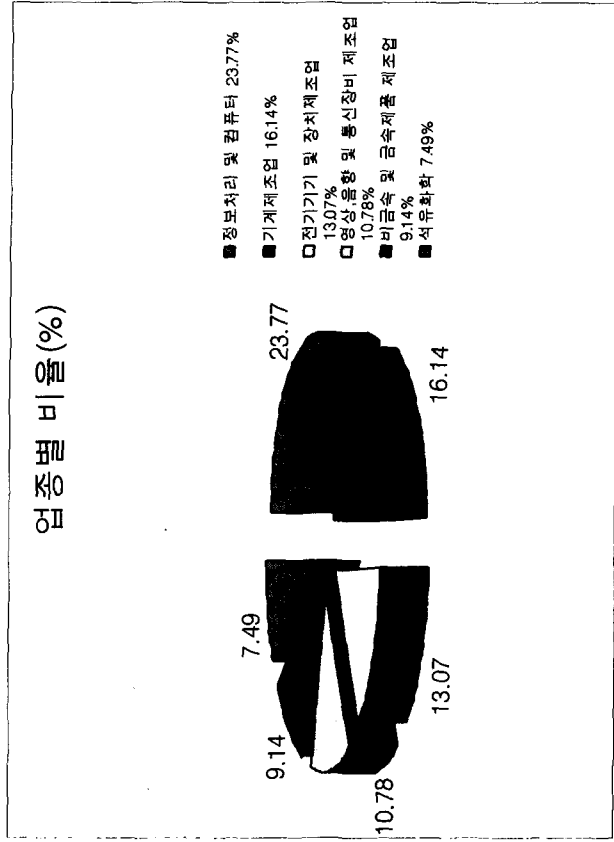 업종별 비율(%)
7.49
23.77
9.14
10.78
13.07
16.14
■정보처리 및 컴퓨터 23.77%
■기계제조업 16.14%
□전기기기 및 장치제조업
13.07%
□영상,음향 및 통신장비 제조업
10.78%
■비금속 및 금속제품 제조업
9.14%
■석유화학 7.49%